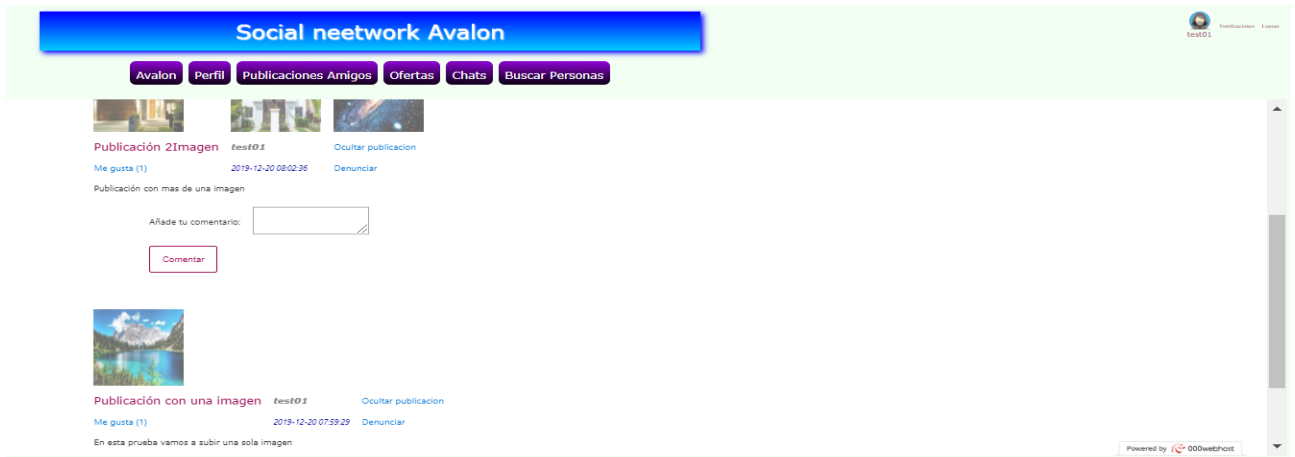 Social neetwork Avalon
test01
Notificaciones Logout
Avalon Perfil Publicaciones Amigos Ofertas Chats Buscar Personas
Publicación 2Imagen test01 Ocultar publicacion
Me gusta (1) 2019-12-20 08:02:36 Denunciar
Publicación con mas de una imagen
Añade tu comentario:
Comentar
Publicación con una imagen test01 Ocultar publicacion
Me gusta (1) 2019-12-20 07:59:29 Denunciar
En esta prueba vamos a subir una sola imagen
Powered by 000webhost